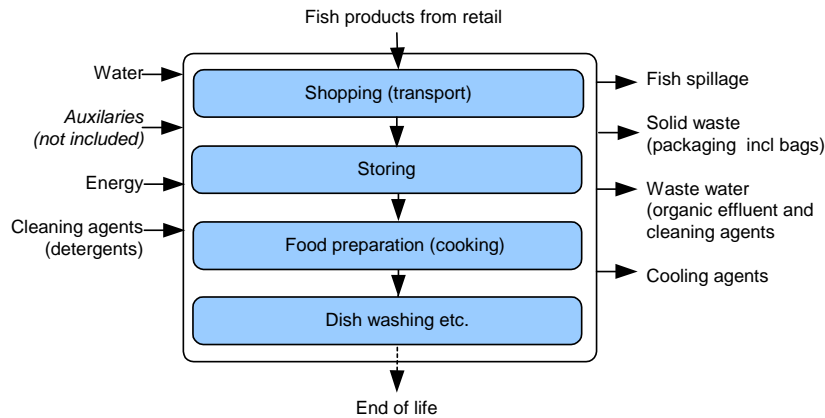 Fish products from retail
Water
Auxilaries
(not included)
Energy
Cleaning agents
(detergents)
Shopping (transport)
Storing
Food preparation (cooking)
Dish washing etc.
Fish spillage
Solid waste
(packaging incl bags)
Waste water
(organic effluent and
cleaning agents
Cooling agents
End of life